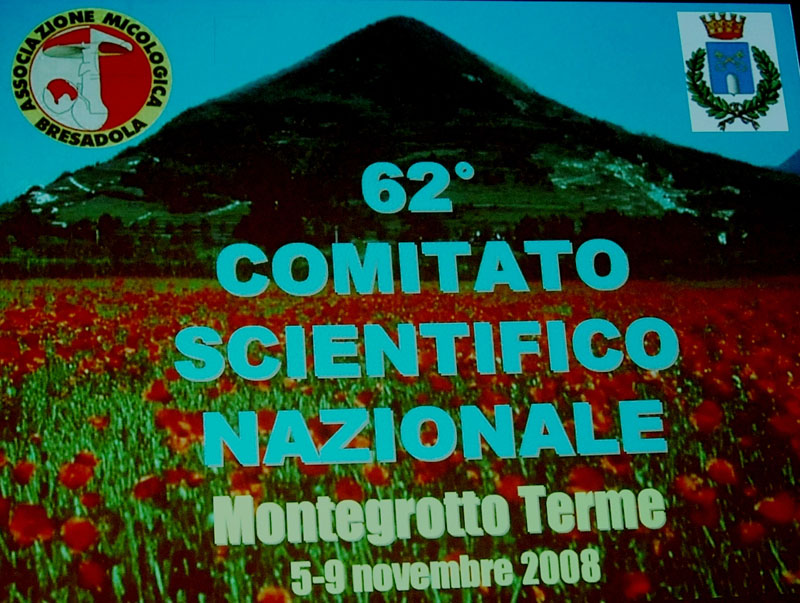 ASSOCIAZIONE MICOLOGICA
BRESADOLA
62°
COMITATO
SCIENTIFICO
NAZIONALE
Montegrotto Terme
5-9 novembre 2008